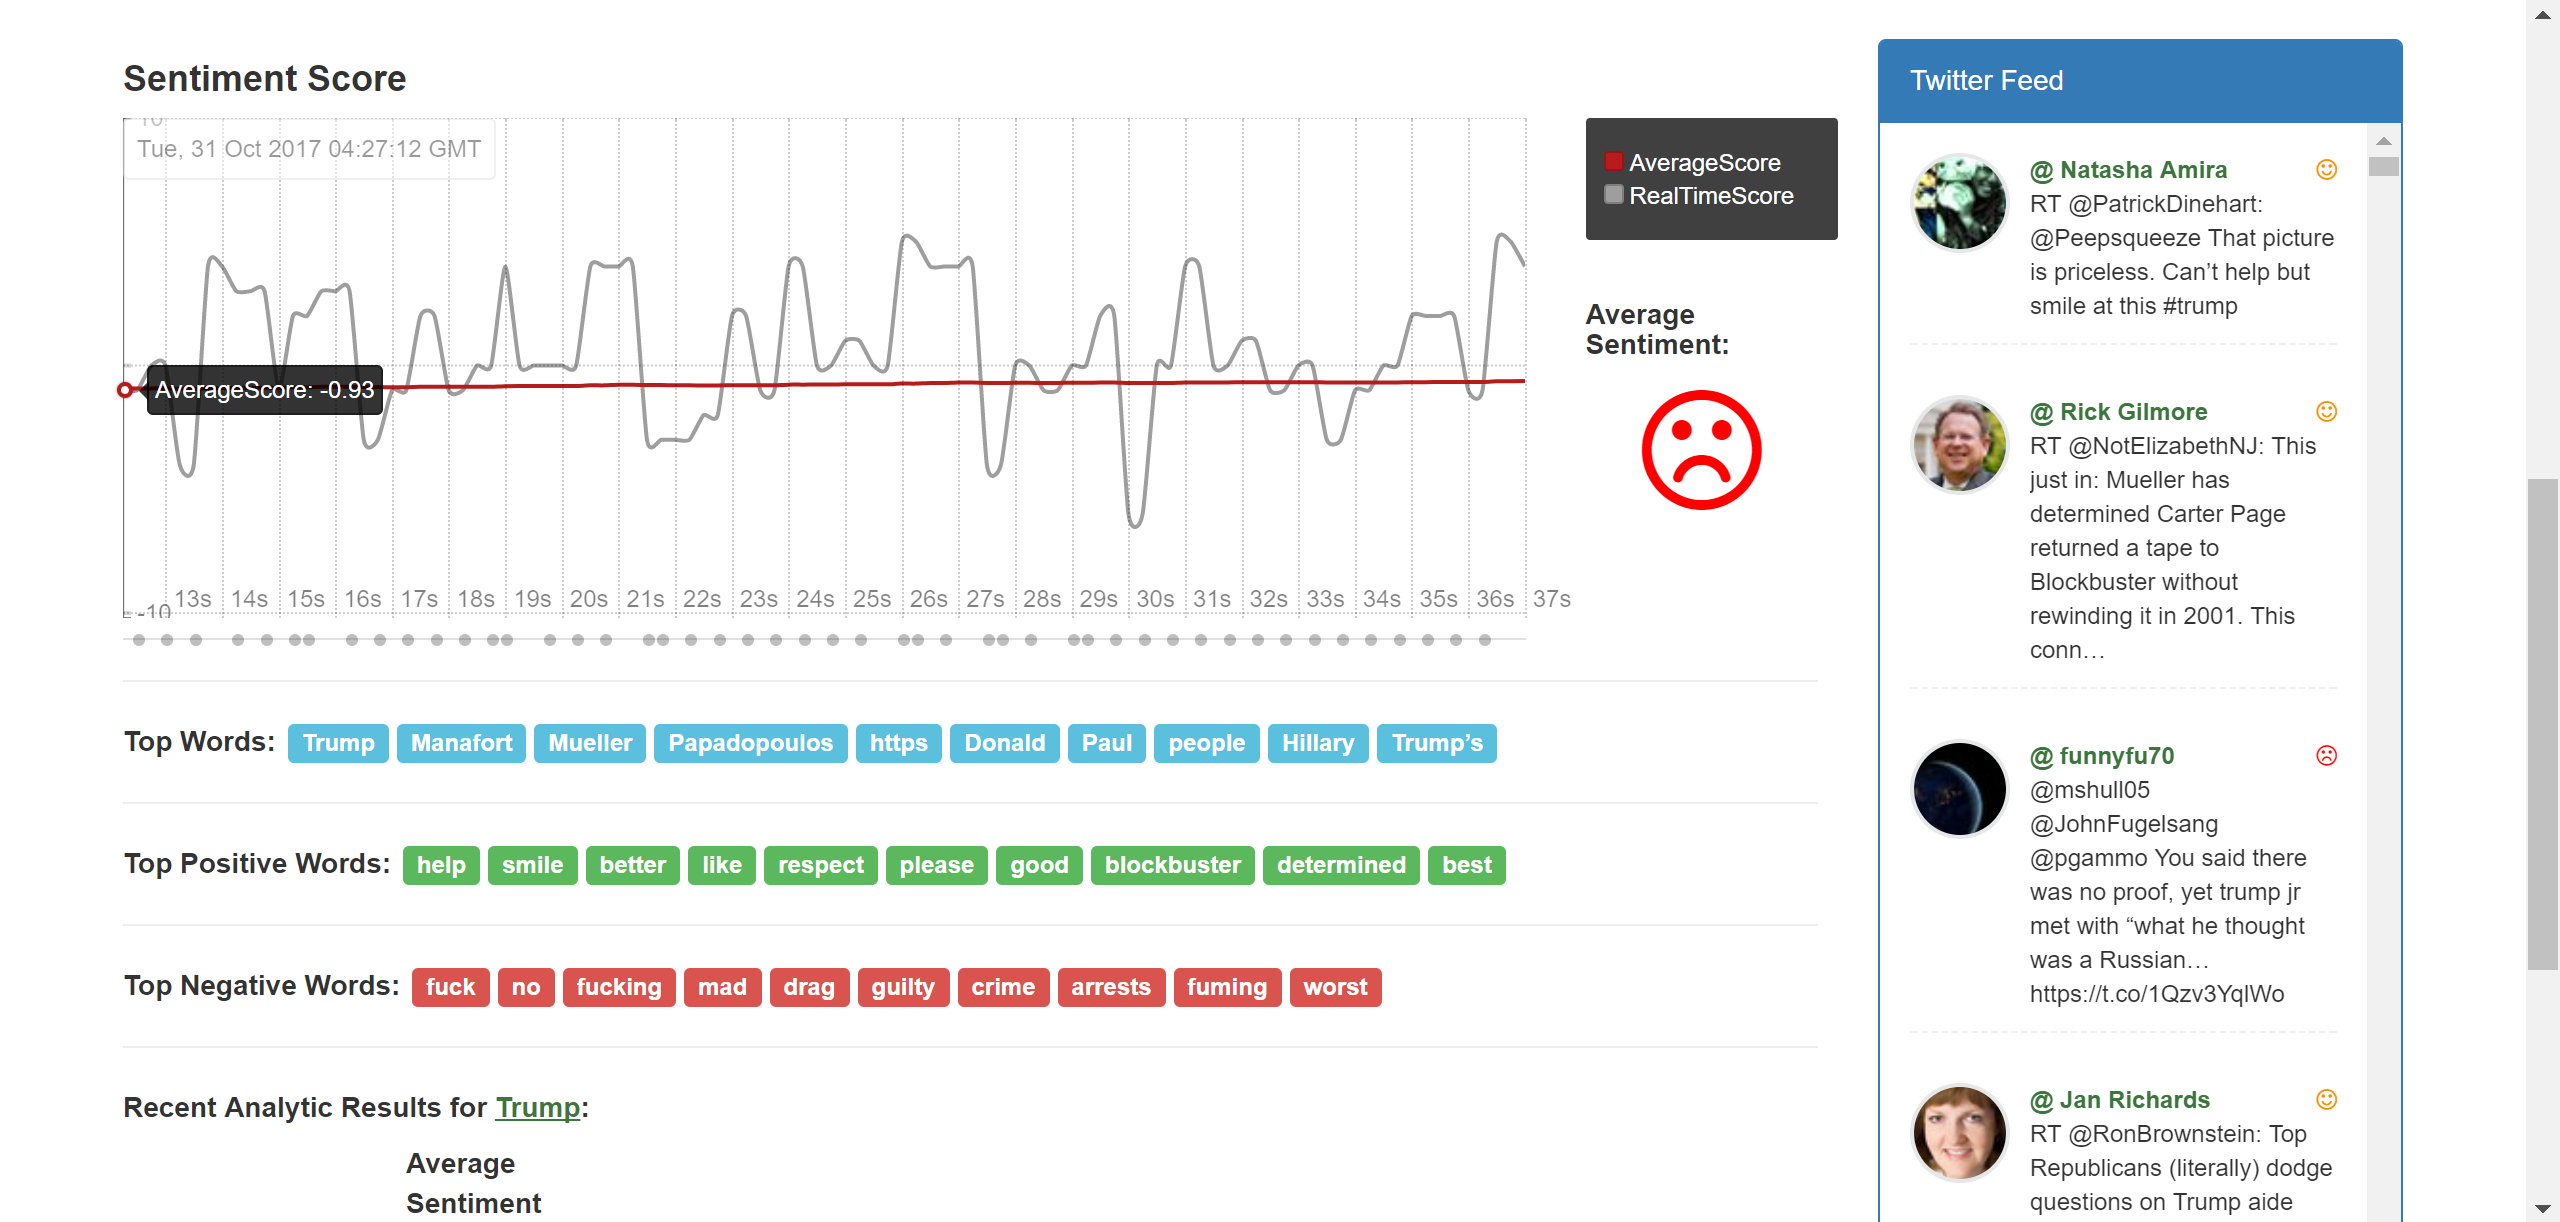 Sentiment Score
10
Tue, 31 Oct 2017 04:27:12 GMT
AverageScore: -0.93
-10
13s 14s 15s 16s 17s 18s 19s 20s 21s 22s 23s 24s 25s 26s 27s 28s 29s 30s 31s 32s 33s 34s 35s 36s 37s
AverageScore
RealTimeScore
Average
Sentiment:
Top Words: Trump Manafort Mueller Papadopoulos https Donald Paul people Hillary Trump’s
Top Positive Words: help smile better like respect please good blockbuster determined best
Top Negative Words: fuck no fucking mad drag guilty crime arrests fuming worst
Recent Analytic Results for Trump:
Average
Sentiment
Twitter Feed
@ Natasha Amira
RT @PatrickDinehart:
@Peepsqueeze That picture
is priceless. Can’t help but
smile at this #trump
@ Rick Gilmore
RT @NotElizabethNJ: This
just in: Mueller has
determined Carter Page
returned a tape to
Blockbuster without
rewinding it in 2001. This
conn…
@ funnyfu70
@mshull05
@JohnFugelsang
@pgammo You said there
was no proof, yet trump jr
met with “what he thought
was a Russian…
https://t.co/1Qzv3YqlWo
@ Jan Richards
RT @RonBrownstein: Top
Republicans (literally) dodge
questions on Trump aide